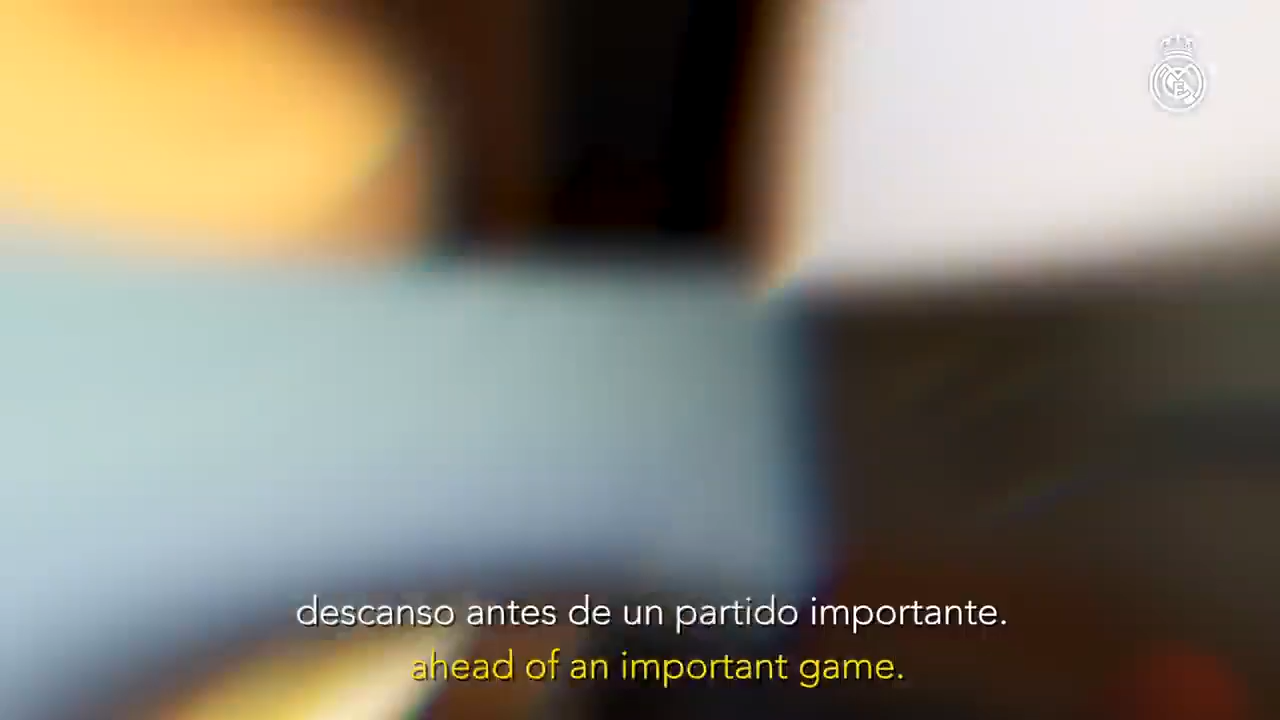 descanso antes de un partido importante.
ahead of an important game.